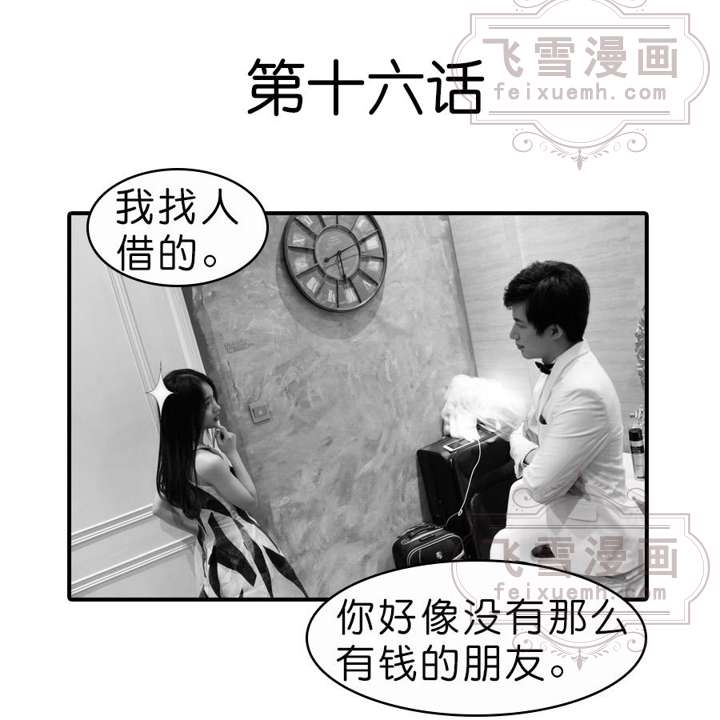 飞雪漫画
feixuemh.com
第十六话
我找人
借的。
飞雪漫画
feixuemh.com
你好像没有那么
有钱的朋友。